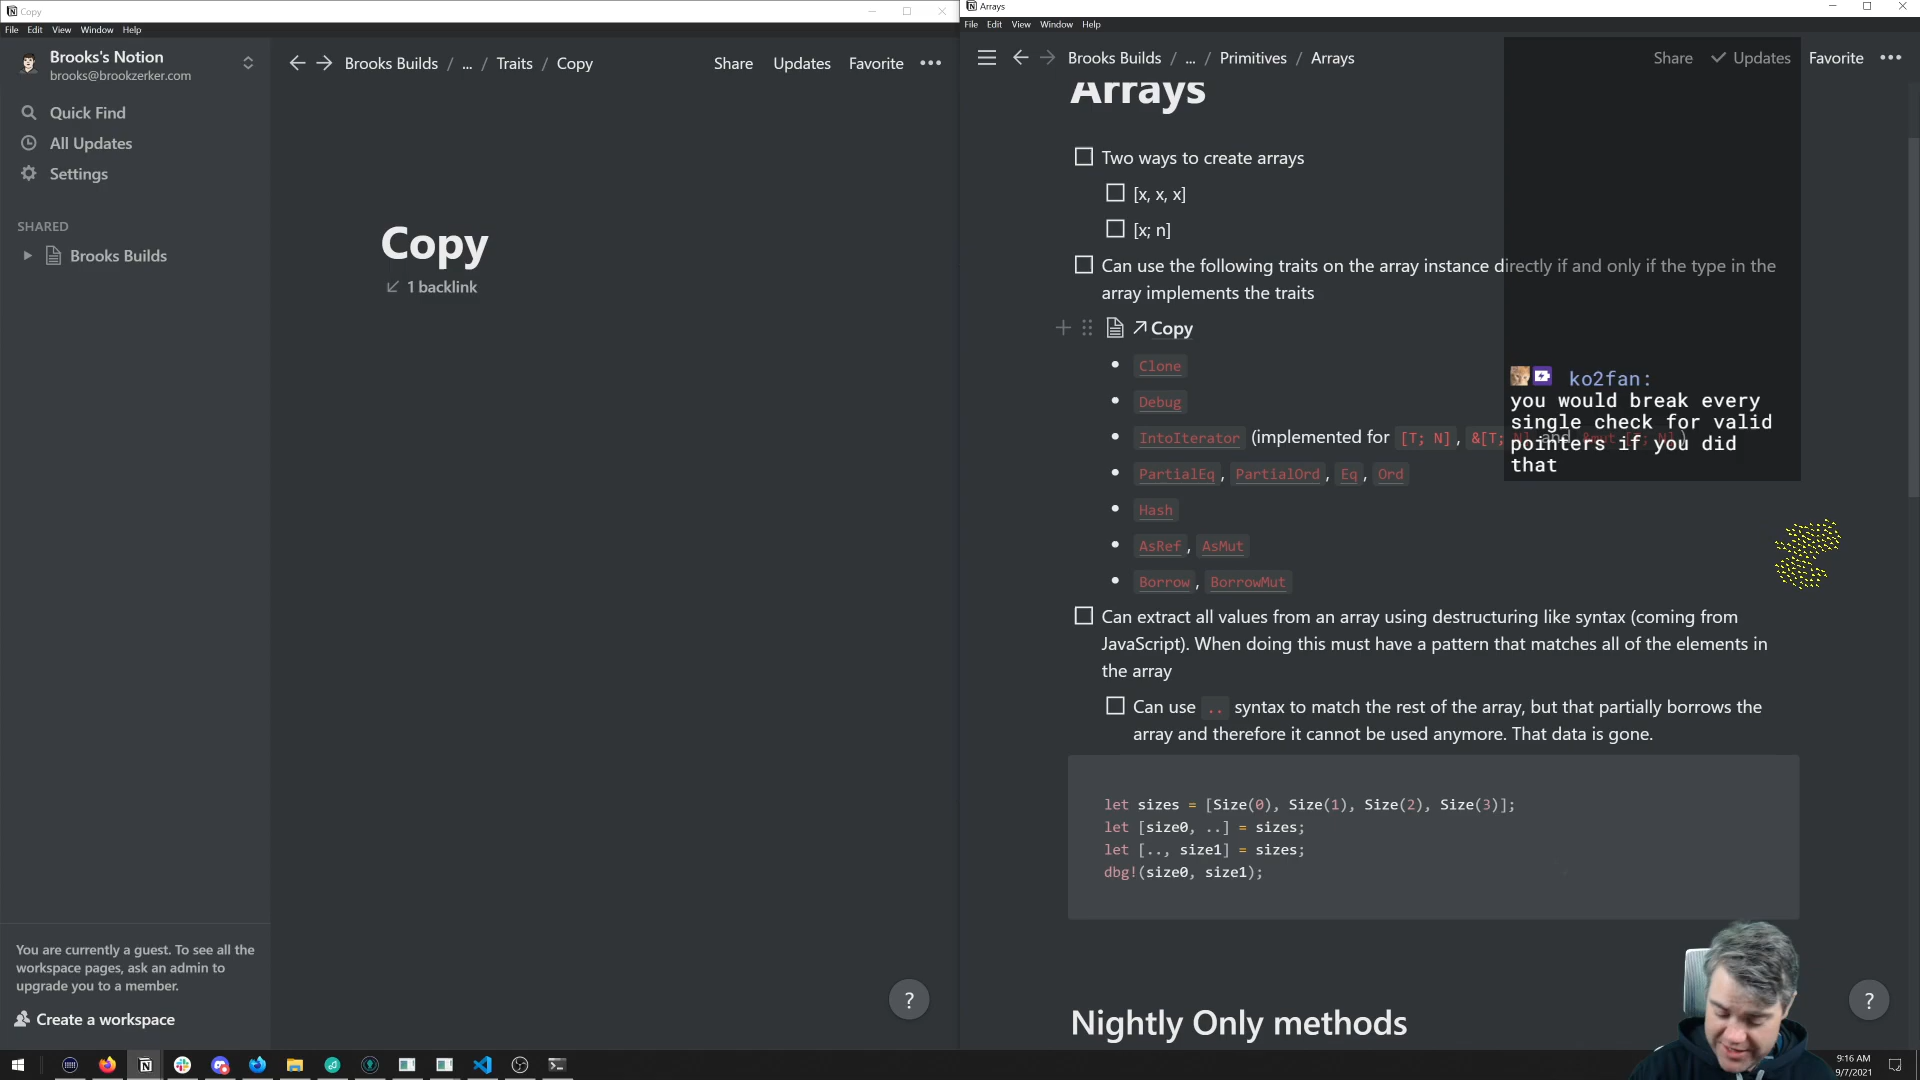 Copy
File Edit View Window Help
Brooks's Notion
brooks@brookzerker.com
Quick Find
All Updates
Settings
SHARED
Brooks Builds
You are currently a guest. To see all the
workspace pages, ask an admin to
upgrade you to a member.
Create a workspace
Brooks Builds / ... / Traits / Copy
Share Updates Favorite
Copy
1 backlink
?
Arrays
File Edit View Window Help
Brooks Builds / ... / Primitives / Arrays
Share Updates Favorite
Arrays
Two ways to create arrays
[x, x, x]
[x; n]
Can use the following traits on the array instance directly if and only if the type in the
array implements the traits
Copy
Clone
Debug
IntoIterator (implemented for [T; N], &[T; N] and &mut [T; N])
PartialEq, PartialOrd, Eq, Ord
Hash
AsRef, AsMut
Borrow, BorrowMut
Can extract all values from an array using destructuring like syntax (coming from
JavaScript). When doing this must have a pattern that matches all of the elements in
the array
Can use .. syntax to match the rest of the array, but that partially borrows the
array and therefore it cannot be used anymore. That data is gone.
let sizes = [Size(0), Size(1), Size(2), Size(3)];
let [size0, ..] = sizes;
let [.., size1] = sizes;
dbg!(size0, size1);
Nightly Only methods
ko2fan:
you would break every
single check for valid
pointers if you did
that
?
9:16 AM
9/7/2021